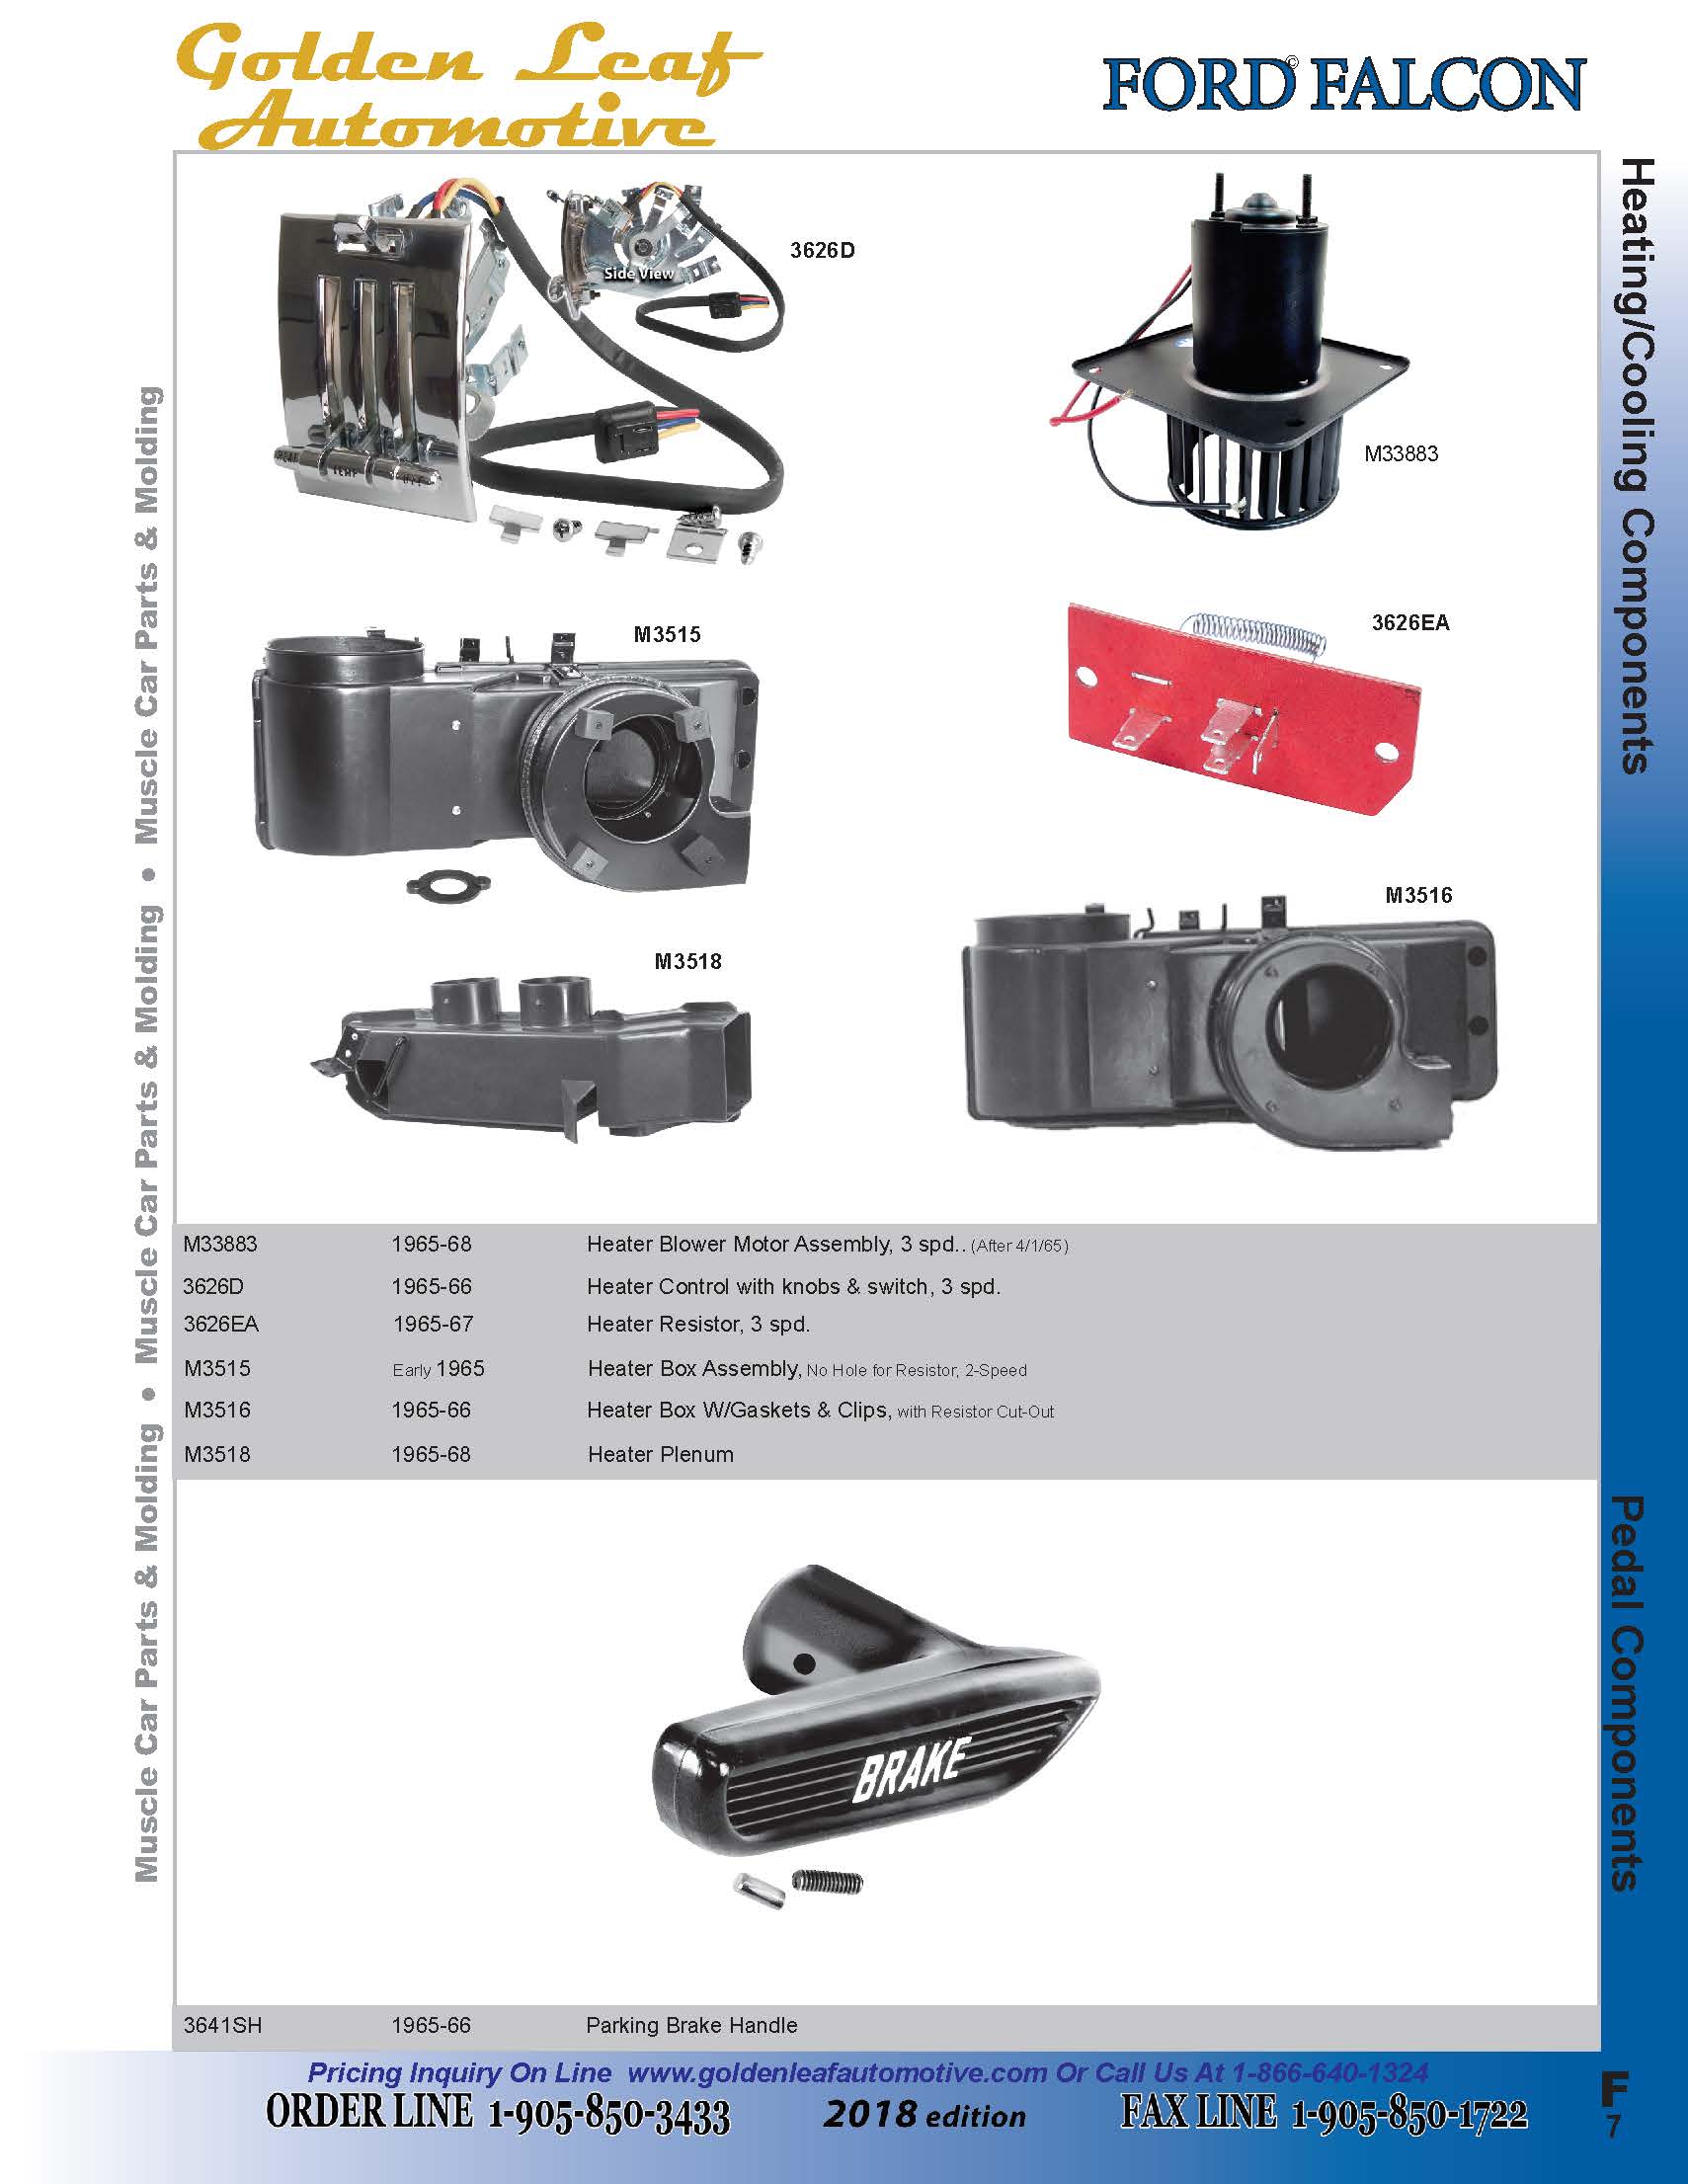 Golden Leaf
Automotive
FORD© FALCON
Heating/Cooling Components
Muscle Car Parts & Molding • Muscle Car Parts & Molding • Muscle Car Parts & Molding
3626D
Side View
TEMP
M33883
M3515
3626EA
M3516
M3518
M33883 1965-68 Heater Blower Motor Assembly, 3 spd.. (After 4/1/65)
3626D 1965-66 Heater Control with knobs & switch, 3 spd.
3626EA 1965-67 Heater Resistor, 3 spd.
M3515 Early 1965 Heater Box Assembly, No Hole for Resistor, 2-Speed
M3516 1965-66 Heater Box W/Gaskets & Clips, with Resistor Cut-Out
M3518 1965-68 Heater Plenum
Pedal Components
BRAKE
3641SH 1965-66 Parking Brake Handle
Pricing Inquiry On Line www.goldenleafautomotive.com Or Call Us At 1-866-640-1324
ORDER LINE 1-905-850-3433 2018 edition FAX LINE 1-905-850-1722
F
7